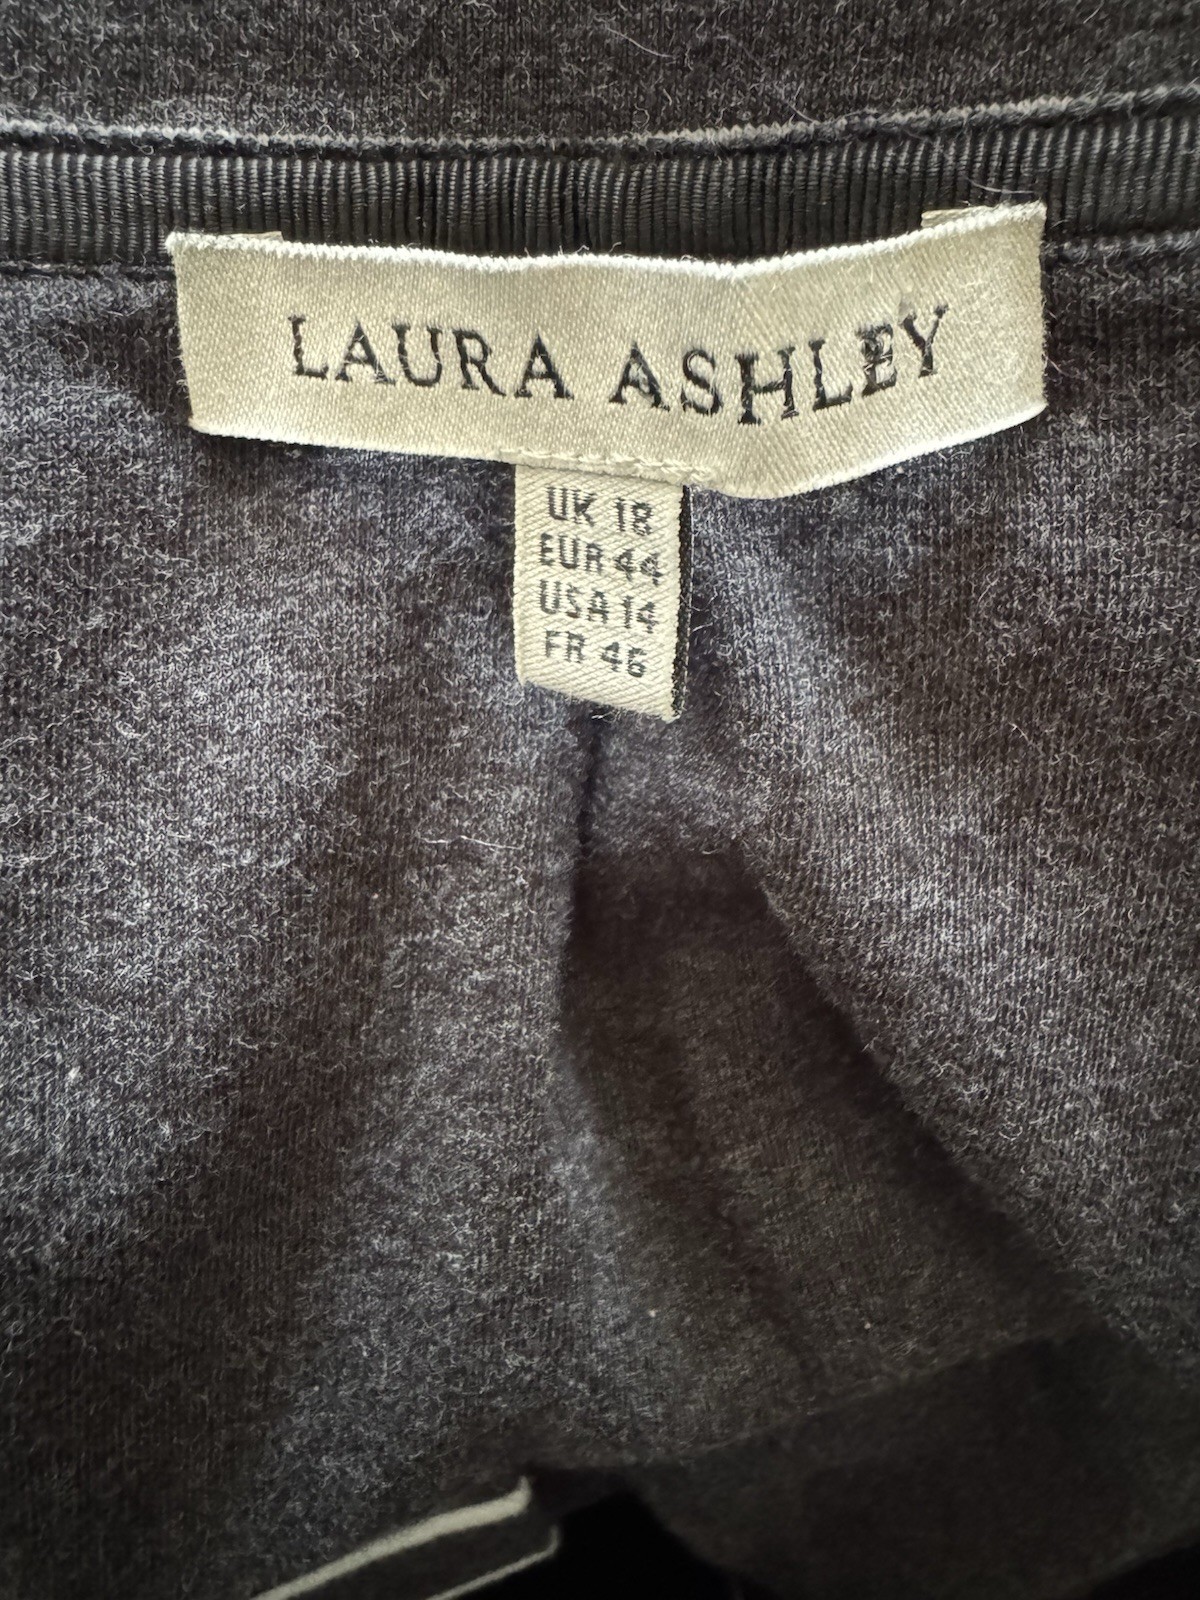 LAURA ASHLEY
UK 18
EUR 44
USA 14
FR 46